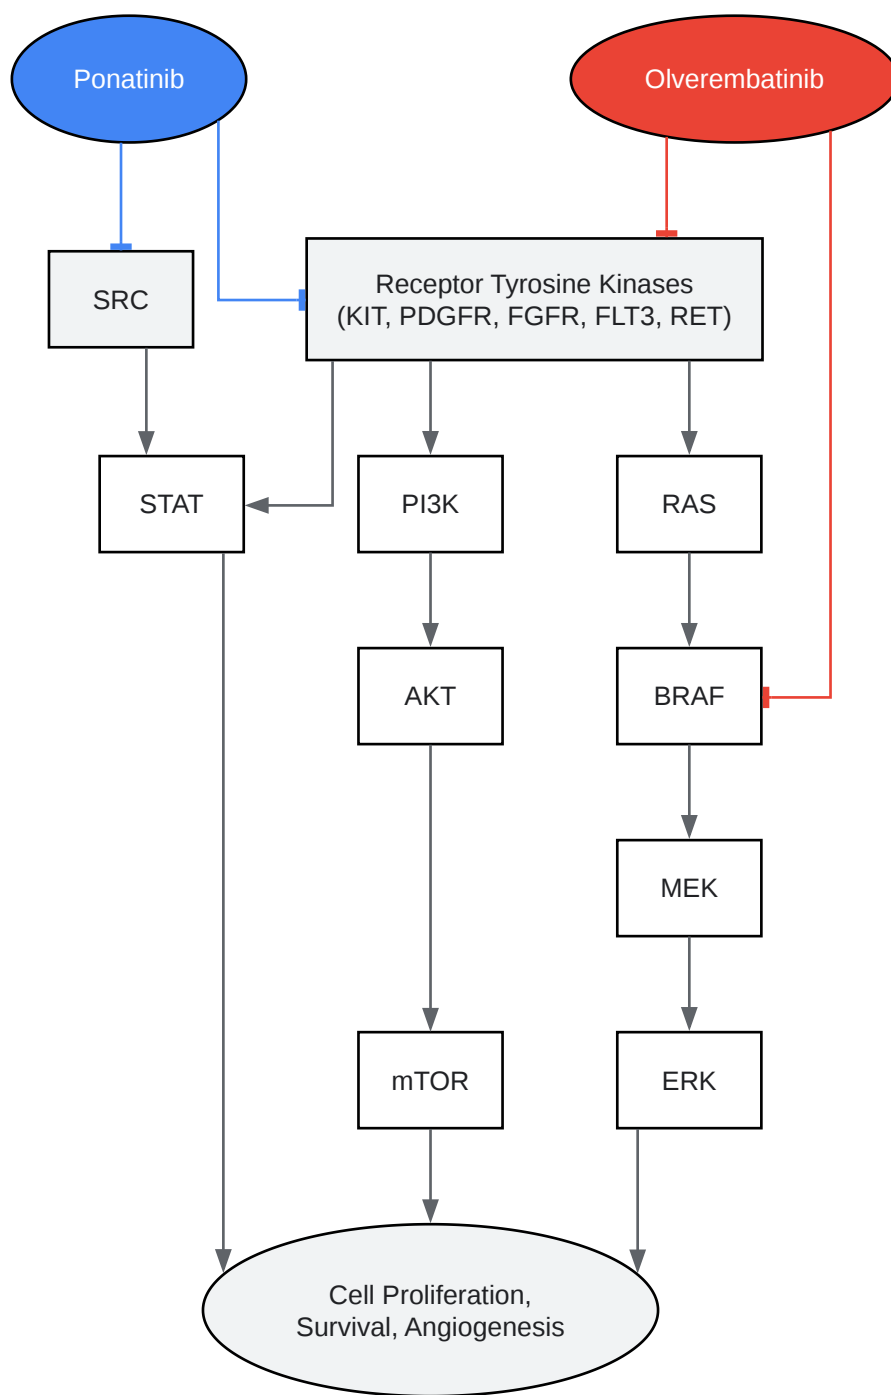 Ponatinib
Olverembatinib
SRC
Receptor Tyrosine Kinases
(KIT, PDGFR, FGFR, FLT3, RET)
STAT
PI3K
RAS
AKT
BRAF
MEK
mTOR
ERK
Cell Proliferation,
Survival, Angiogenesis